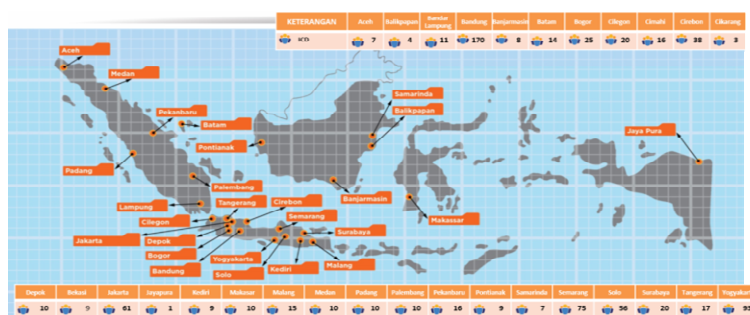 KETERANGAN Aceh Balikpapan Bandar Lampung Bandung Banjarmasin Batam Bogor Cilegon Cimahi Cirebon Cikarang
7 4 11 170 8 14 25 20 16 38 3
Aceh
Medan
Samarinda
Balikpapan
Pekanbaru
Batam
Jaya Pura
Pontianak
Padang
Palembang
Banjarmasin
Lampung
Tangerang
Cirebon
Cilegon
Semarang
Makassar
Surabaya
Jakarta
Depok
Bogor
Yogyakarta
Malang
Bandung
Solo
Kediri
Depok Bekasi Jakarta Jayapura Kediri Makasar Malang Medan Padang Palembang Pekanbaru Pontianak Samarinda Semarang Solo Surabaya Tangerang
10 9 61 1 9 10 15 10 10 10 16 9 7 75 56 20 17